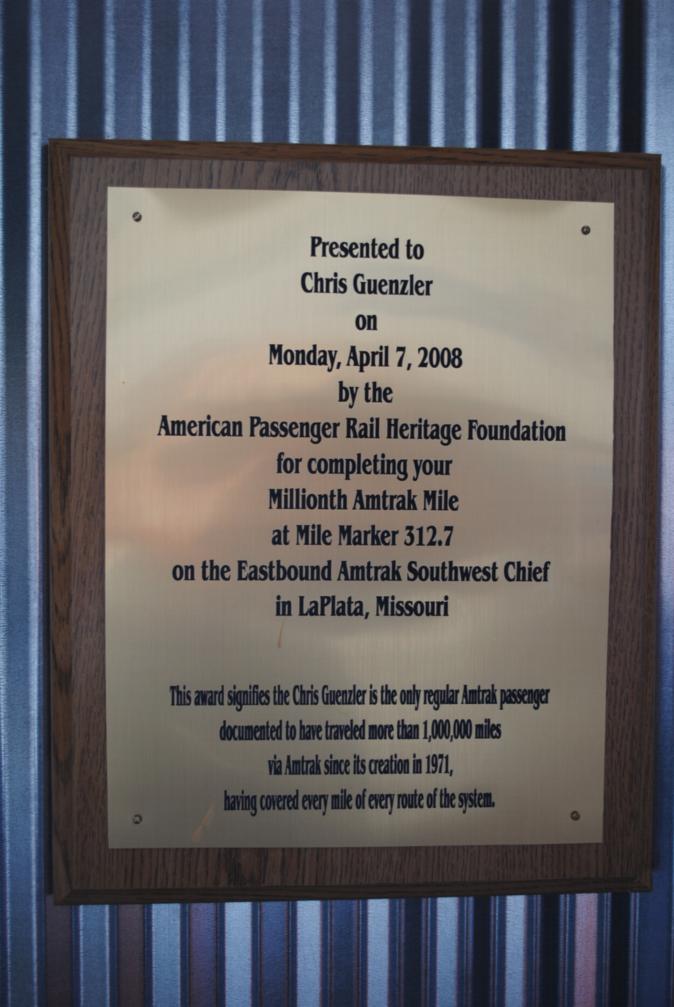 Presented to
Chris Guenzler
on
Monday, April 7, 2008
by the
American Passenger Rail Heritage Foundation
for completing your
Millionth Amtrak Mile
at Mile Marker 312.7
on the Eastbound Amtrak Southwest Chief
in LaPlata, Missouri
This award signifies the Chris Guenzler is the only regular Amtrak passenger
documented to have traveled more than 1,000,000 miles
via Amtrak since its creation in 1971,
having covered every mile of every route of the system.